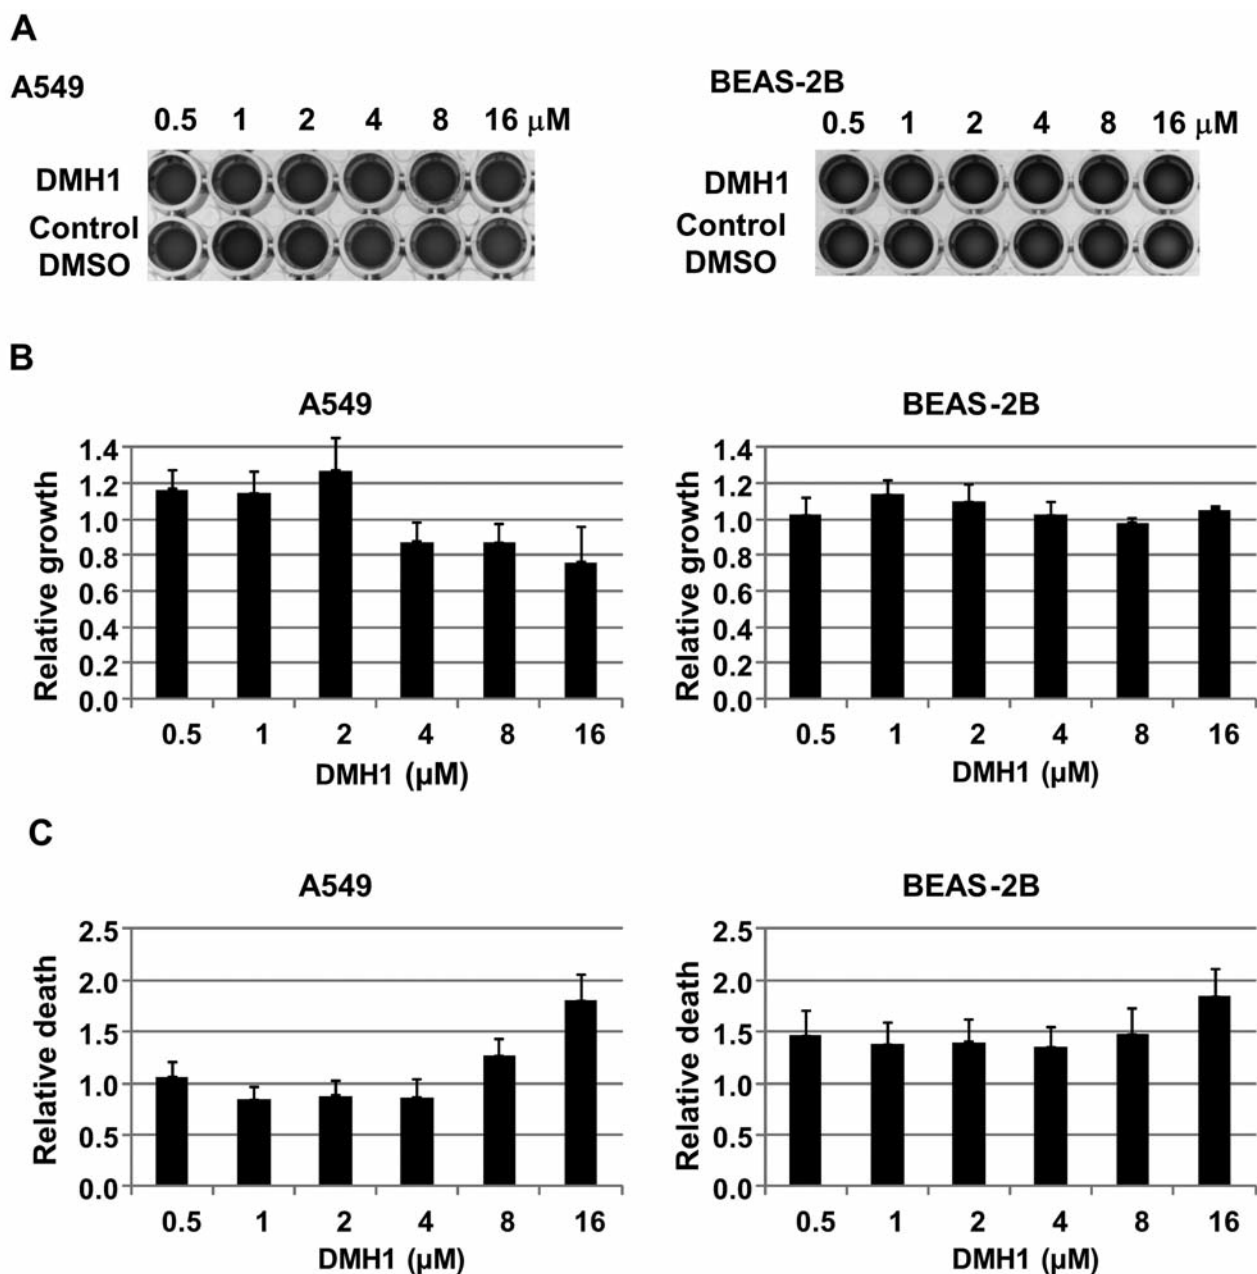 A
A549
BEAS-2B
0.5 1 2 4 8 16 μM
0.5 1 2 4 8 16 μM
DMH1
Control
DMSO
DMH1
Control
DMSO
B
A549
BEAS-2B
Relative growth
1.4
1.2
1.0
0.8
0.6
0.4
0.2
0.0
0.5 1 2 4 8 16
DMH1 (μM)
Relative growth
1.4
1.2
1.0
0.8
0.6
0.4
0.2
0.0
0.5 1 2 4 8 16
DMH1 (μM)
C
A549
BEAS-2B
Relative death
2.5
2.0
1.5
1.0
0.5
0.0
0.5 1 2 4 8 16
DMH1 (μM)
Relative death
2.5
2.0
1.5
1.0
0.5
0.0
0.5 1 2 4 8 16
DMH1 (μM)